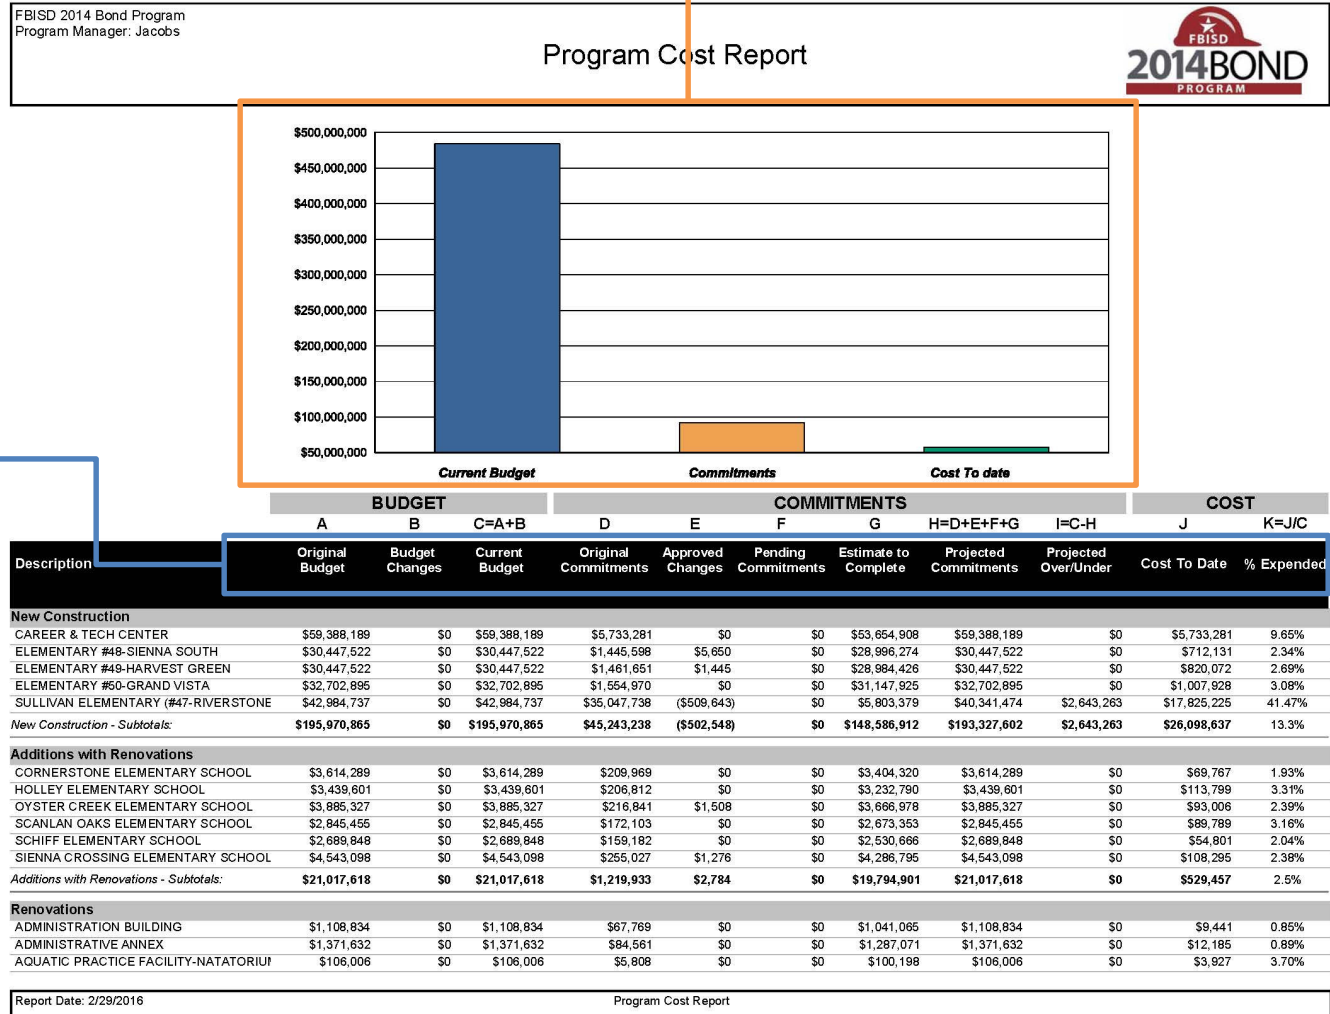 FBISD 2014 Bond Program
Program Manager: Jacobs
Program Cost Report
FBISD
2014BOND
PROGRAM
$500,000,000
$450,000,000
$400,000,000
$350,000,000
$300,000,000
$250,000,000
$200,000,000
$150,000,000
$100,000,000
$50,000,000
Current Budget Commitments Cost To date
BUDGET COMMITMENTS COST
A B C=A+B D E F G H=D+E+F+G I=C-H J K=J/C
Description Original Budget Budget Changes Current Budget Original Commitments Approved Changes Pending Commitments Estimate to Complete Projected Commitments Projected Over/Under Cost To Date % Expended
New Construction
CAREER & TECH CENTER $59,388,189 $0 $59,388,189 $5,733,281 $0 $0 $53,654,908 $59,388,189 $0 $5,733,281 9.65%
ELEMENTARY #48-SIENNA SOUTH $30,447,522 $0 $30,447,522 $1,445,598 $5,650 $0 $28,996,274 $30,447,522 $0 $712,131 2.34%
ELEMENTARY #49-HARVEST GREEN $30,447,522 $0 $30,447,522 $1,461,651 $1,445 $0 $28,984,426 $30,447,522 $0 $820,072 2.69%
ELEMENTARY #50-GRAND VISTA $32,702,895 $0 $32,702,895 $1,554,970 $0 $0 $31,147,925 $32,702,895 $0 $1,007,928 3.08%
SULLIVAN ELEMENTARY (#47-RIVERSTONE $42,984,737 $0 $42,984,737 $35,047,738 ($509,643) $0 $5,803,379 $40,341,474 $2,643,263 $17,825,225 41.47%
New Construction - Subtotals: $195,970,865 $0 $195,970,865 $45,243,238 ($502,548) $0 $148,586,912 $193,327,602 $2,643,263 $26,098,637 13.3%
Additions with Renovations
CORNERSTONE ELEMENTARY SCHOOL $3,614,289 $0 $3,614,289 $209,969 $0 $0 $3,404,320 $3,614,289 $0 $69,767 1.93%
HOLLEY ELEMENTARY SCHOOL $3,439,601 $0 $3,439,601 $206,812 $0 $0 $3,232,790 $3,439,601 $0 $113,799 3.31%
OYSTER CREEK ELEMENTARY SCHOOL $3,885,327 $0 $3,885,327 $216,841 $1,508 $0 $3,666,978 $3,885,327 $0 $93,006 2.39%
SCANLAN OAKS ELEMENTARY SCHOOL $2,845,455 $0 $2,845,455 $172,103 $0 $0 $2,673,353 $2,845,455 $0 $89,789 3.16%
SCHIFF ELEMENTARY SCHOOL $2,689,848 $0 $2,689,848 $159,182 $0 $0 $2,530,666 $2,689,848 $0 $54,801 2.04%
SIENNA CROSSING ELEMENTARY SCHOOL $4,543,098 $0 $4,543,098 $255,027 $1,276 $0 $4,286,795 $4,543,098 $0 $108,295 2.38%
Additions with Renovations - Subtotals: $21,017,618 $0 $21,017,618 $1,219,933 $2,784 $0 $19,794,901 $21,017,618 $0 $529,457 2.5%
Renovations
ADMINISTRATION BUILDING $1,108,834 $0 $1,108,834 $67,769 $0 $0 $1,041,065 $1,108,834 $0 $9,441 0.85%
ADMINISTRATIVE ANNEX $1,371,632 $0 $1,371,632 $84,561 $0 $0 $1,287,071 $1,371,632 $0 $12,185 0.89%
AQUATIC PRACTICE FACILITY-NATATORIUM $106,006 $0 $106,006 $5,808 $0 $0 $100,198 $106,006 $0 $3,927 3.70%
Report Date: 2/29/2016 Program Cost Report